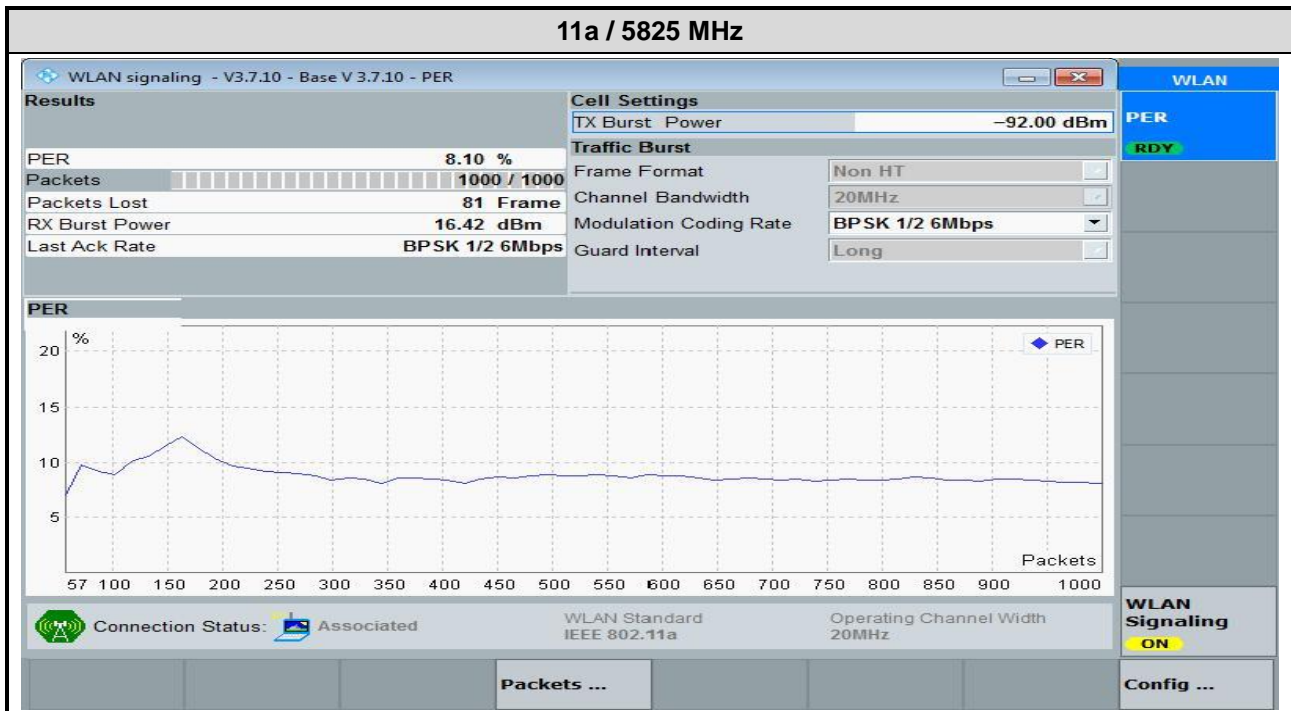 11a / 5825 MHz
WLAN signaling - V3.7.10 - Base V 3.7.10 - PER
WLAN
Results
Cell Settings
TX Burst Power −92.00 dBm
PER
RDY
Traffic Burst
PER 8.10 %
Frame Format Non HT
Packets 1000 / 1000
Channel Bandwidth 20MHz
Packets Lost 81 Frame
Modulation Coding Rate BPSK 1/2 6Mbps
RX Burst Power 16.42 dBm
Guard Interval Long
Last Ack Rate BPSK 1/2 6Mbps
PER
%
PER
20
15
10
5
Packets
57 100 150 200 250 300 350 400 450 500 550 600 650 700 750 800 850 900 1000
Connection Status: Associated
WLAN Standard
IEEE 802.11a
Operating Channel Width
20MHz
WLAN
Signaling
ON
Packets ...
Config ...